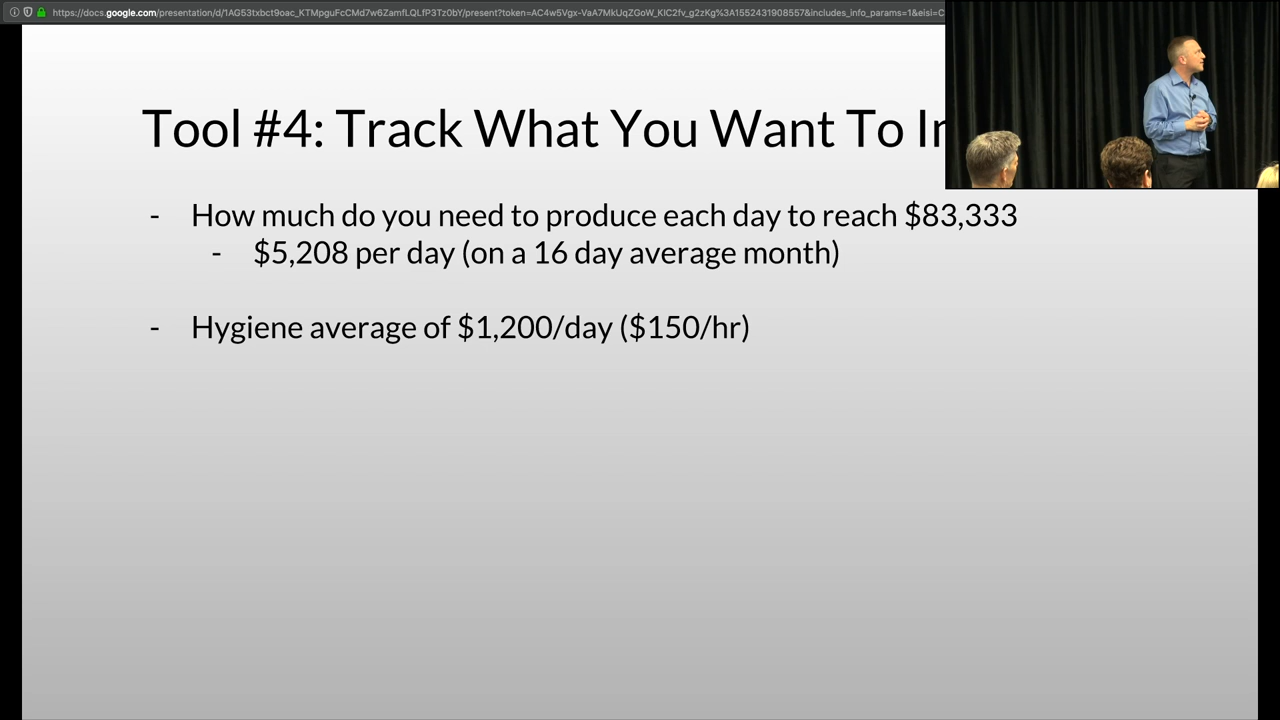 Tool #4: Track What You Want To
- How much do you need to produce each day to reach $83,333
- $5,208 per day (on a 16 day average month)
- Hygiene average of $1,200/day ($150/hr)